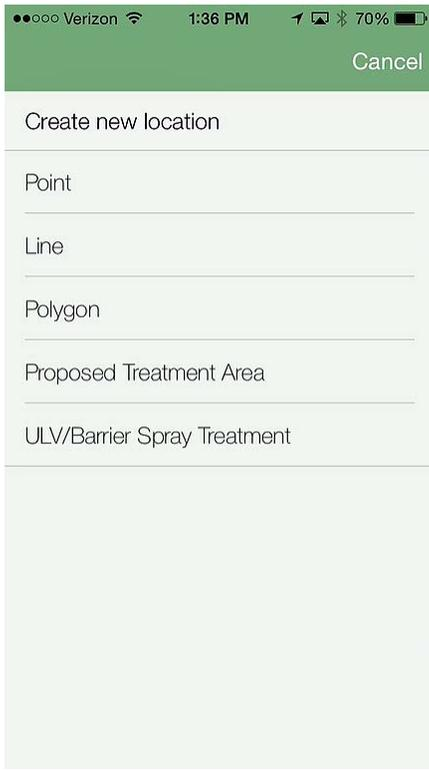 Verizon 1:36 PM 70%
Cancel
Create new location
Point
Line
Polygon
Proposed Treatment Area
ULV/Barrier Spray Treatment